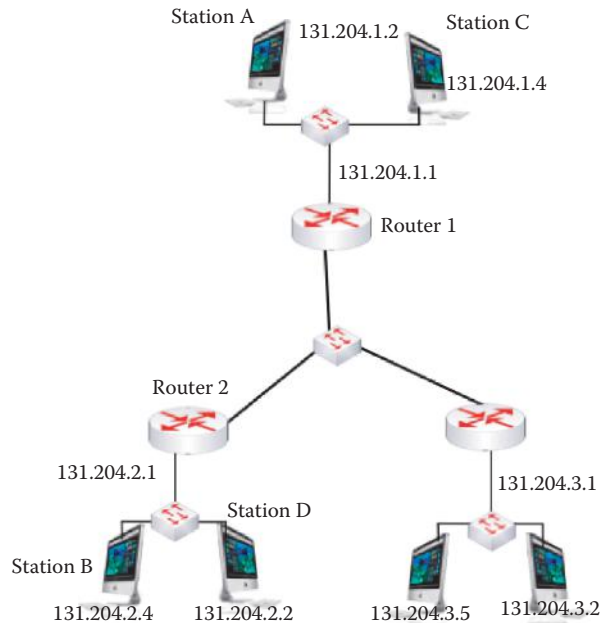 Station A
131.204.1.2
Station C
131.204.1.4
131.204.1.1
Router 1
Router 2
131.204.2.1
131.204.3.1
Station D
Station B
131.204.2.4
131.204.2.2
131.204.3.5
131.204.3.2